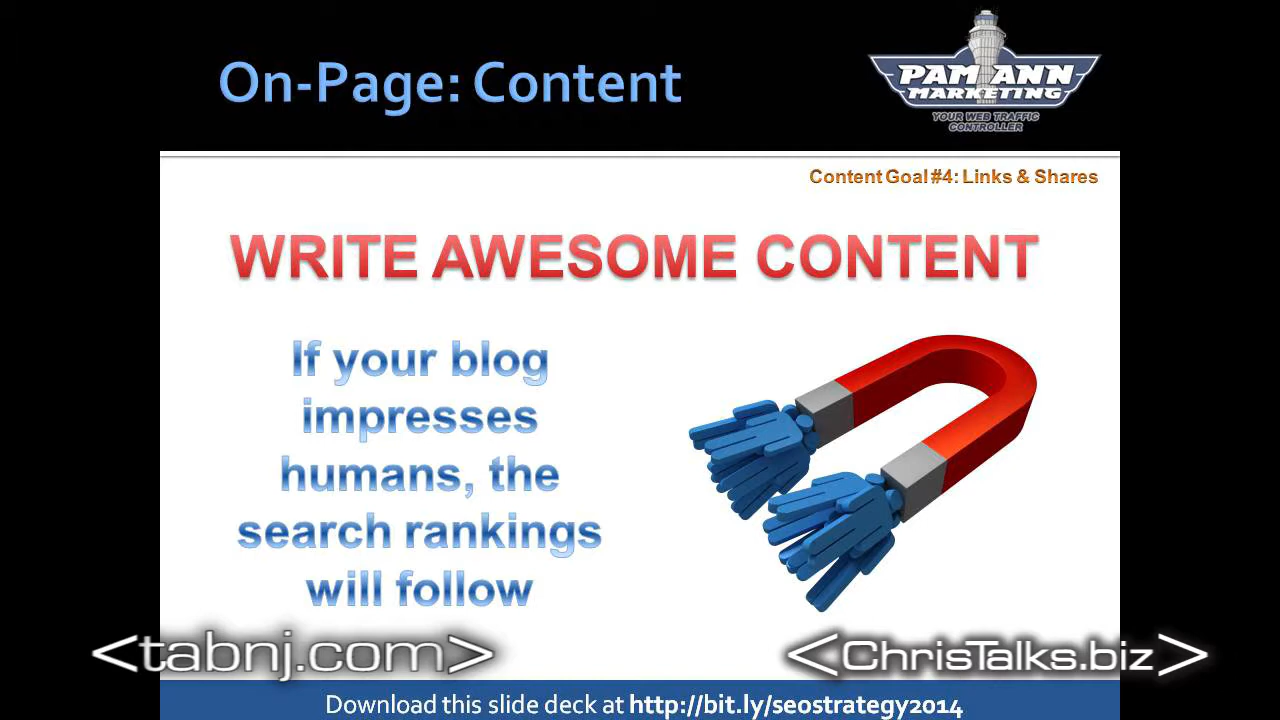 On-Page: Content
PAM ANN
MARKETING
YOUR WEB TRAFFIC
CONTROLLER
Content Goal #4: Links & Shares
WRITE AWESOME CONTENT
If your blog
impresses
humans, the
search rankings
will follow
<tabnj.com>
<ChrisTalks.biz>
Download this slide deck at http://bit.ly/seostrategy2014